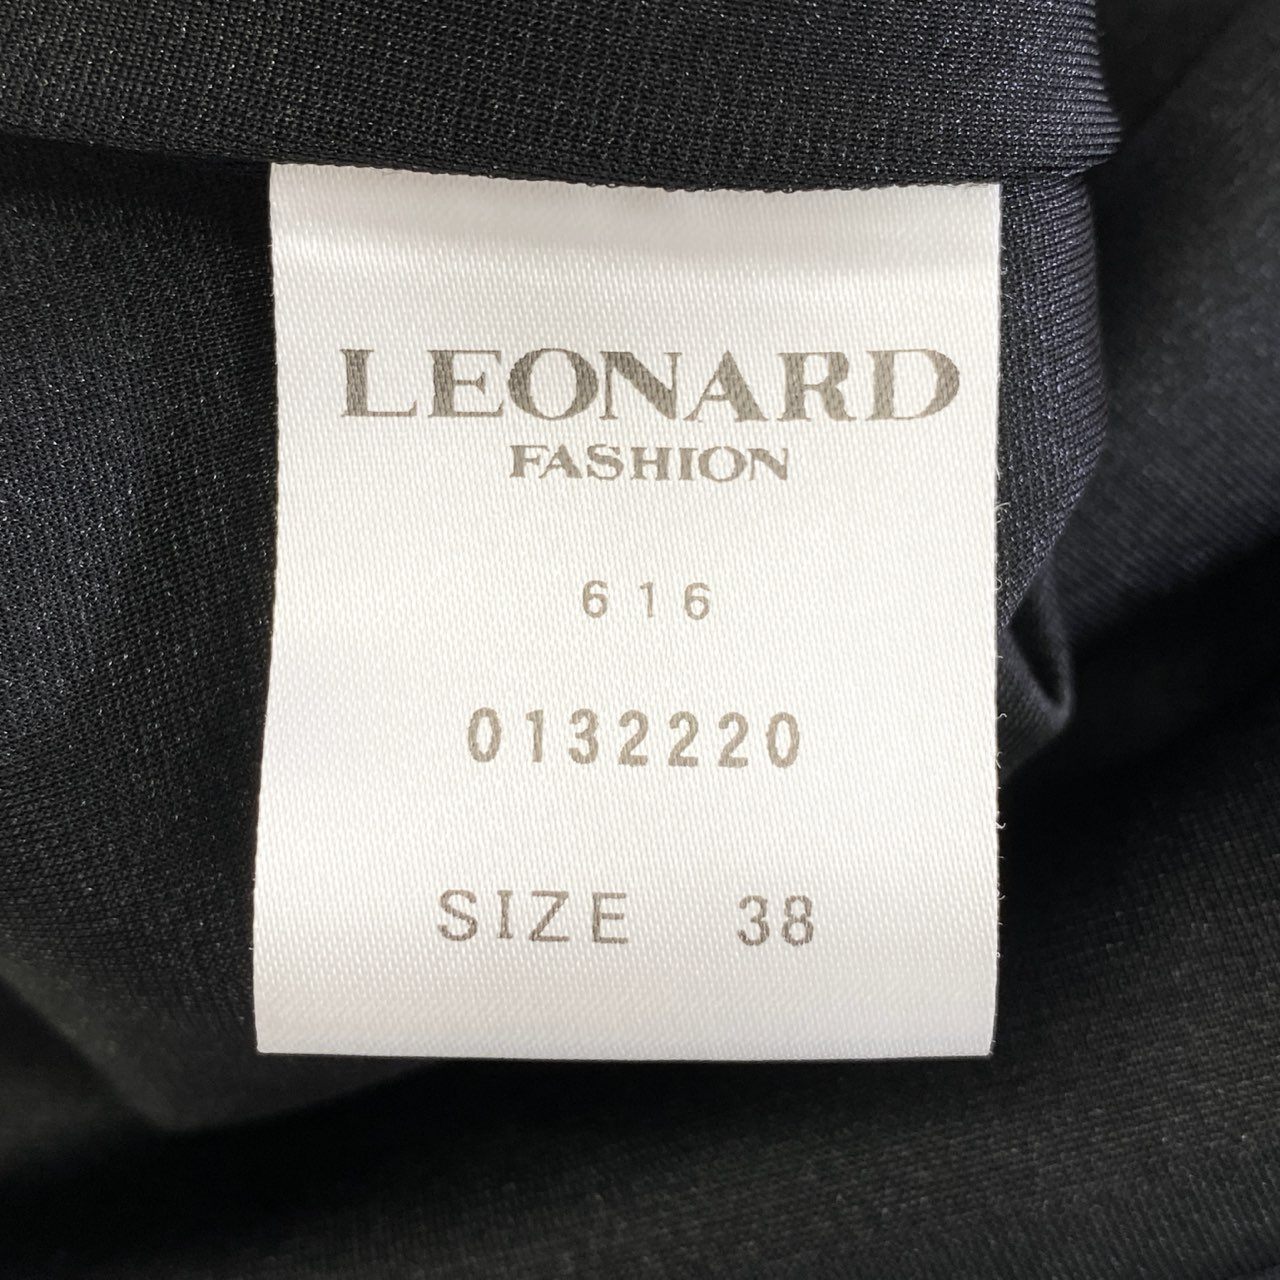 LEONARD
FASHION
616
0132220
SIZE 38